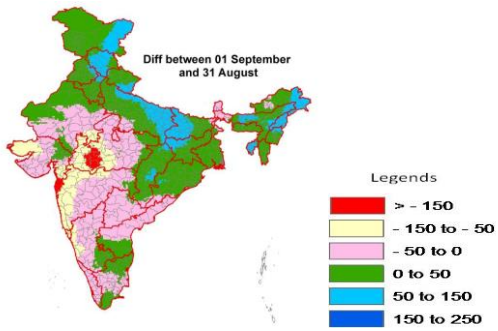 Diff between 01 September
and 31 August
Legends
> - 150
- 150 to - 50
- 50 to 0
0 to 50
50 to 150
150 to 250